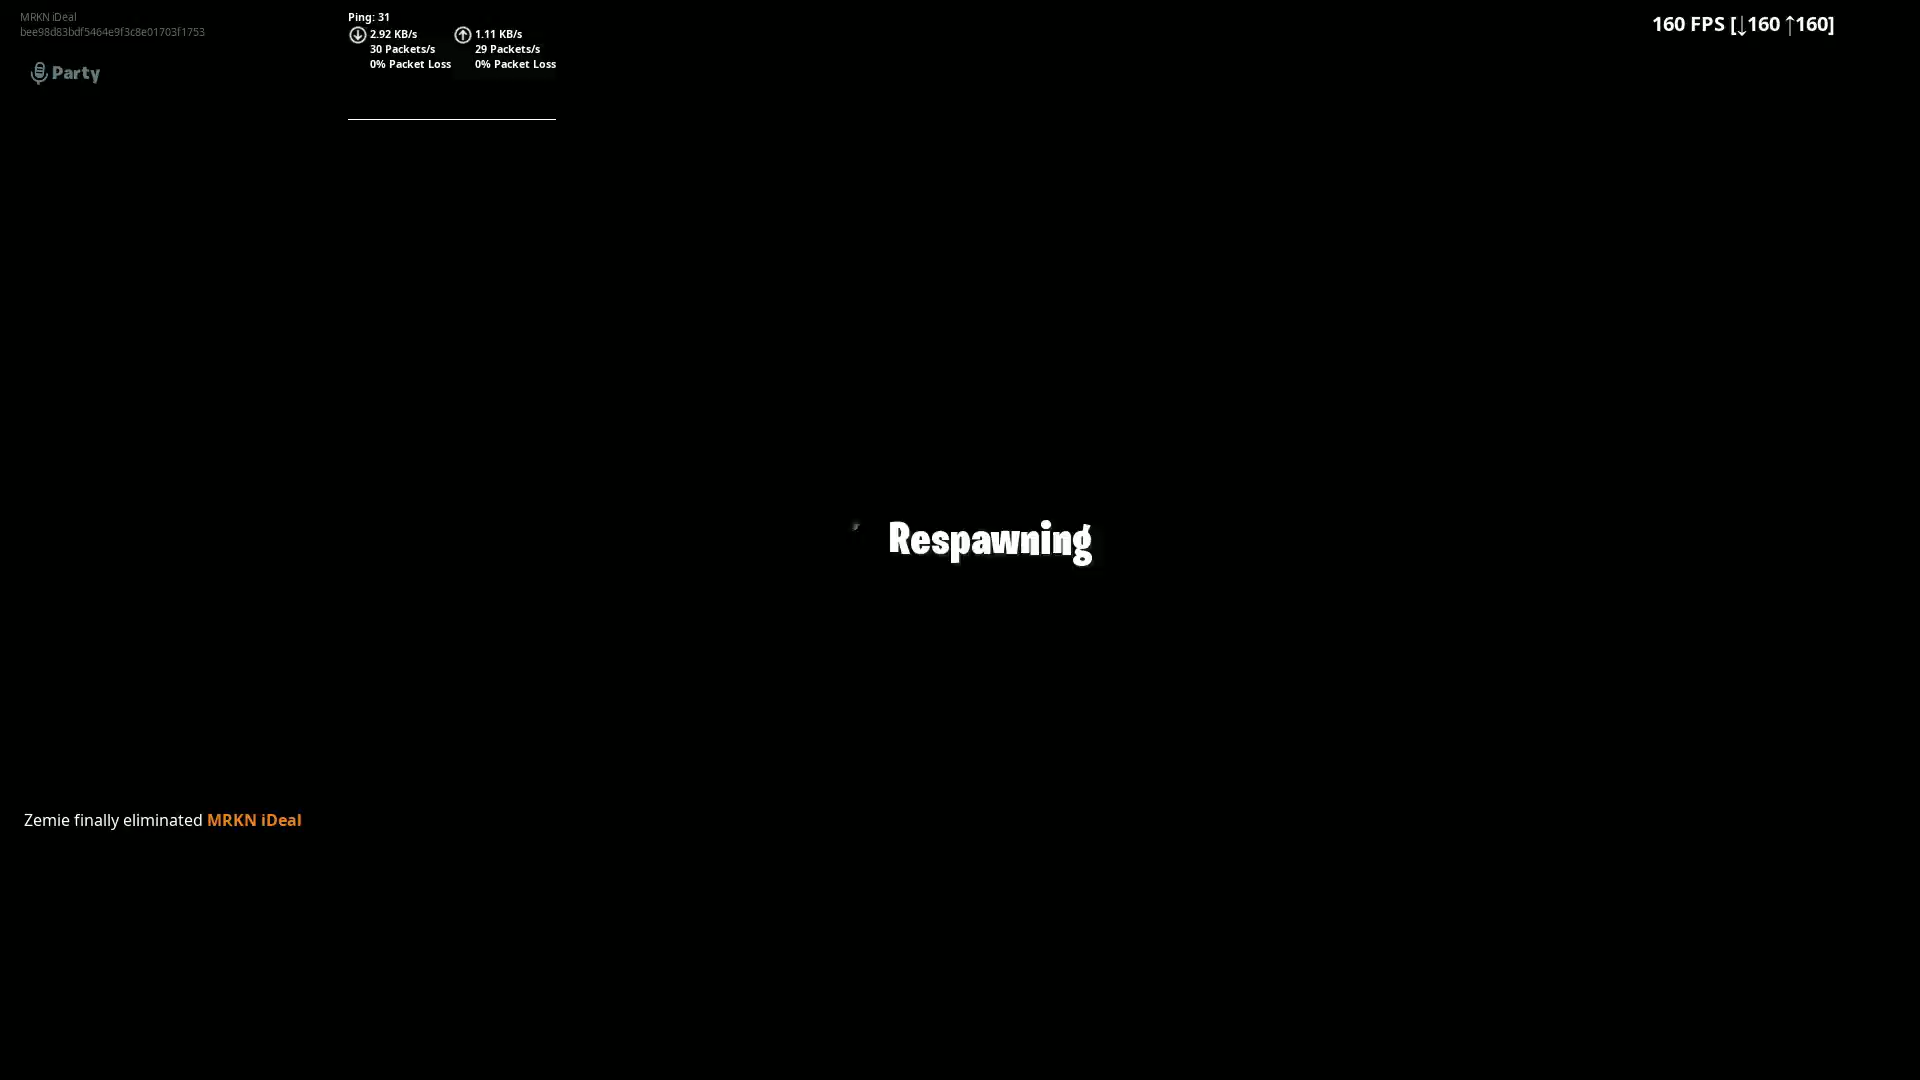 MRKN iDeal
bee98d83bdf5464e9f3c8e01703f1753
Party
Ping: 31
2.92 KB/s
30 Packets/s
0% Packet Loss
1.11 KB/s
29 Packets/s
0% Packet Loss
160 FPS [↓160 ↑160]
Respawning
Zemie finally eliminated MRKN iDeal